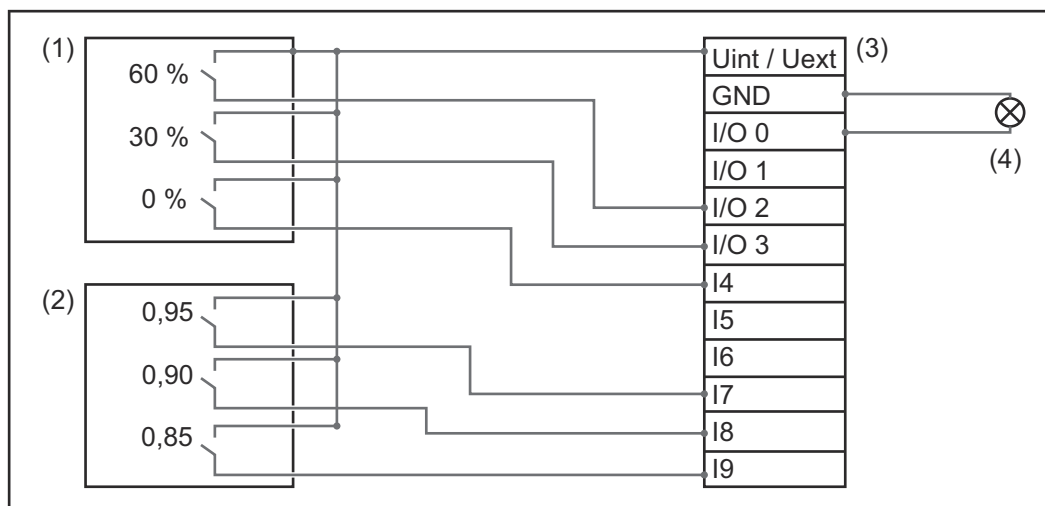 (1)
60 %
30 %
0 %
(2)
0,95
0,90
0,85
(3)
Uint / Uext
GND
I/O 0
I/O 1
I/O 2
I/O 3
I4
I5
I6
I7
I8
I9
(4)